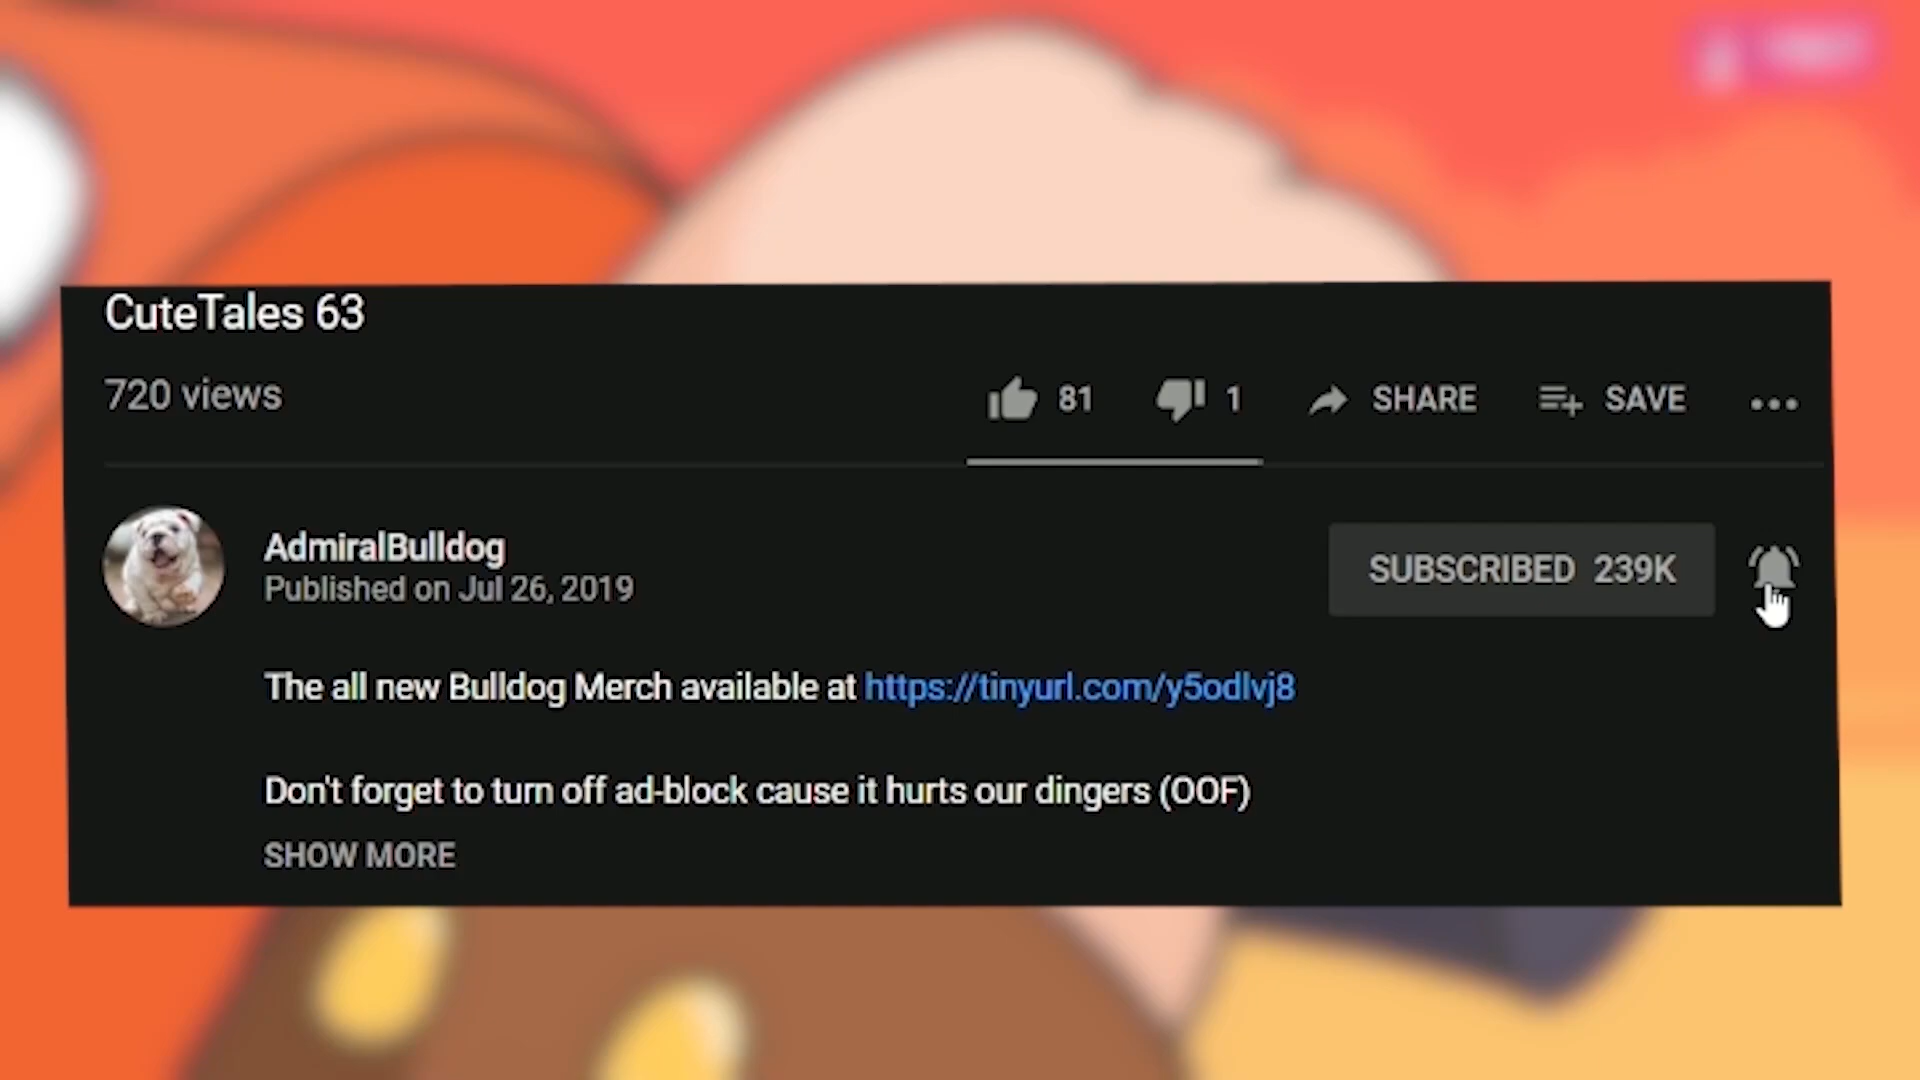 CuteTales 63
720 views
81 1 SHARE SAVE
AdmiralBulldog
Published on Jul 26, 2019
SUBSCRIBED 239K
The all new Bulldog Merch available at https://tinyurl.com/y5odlvj8
Don't forget to turn off ad-block cause it hurts our dingers (OOF)
SHOW MORE